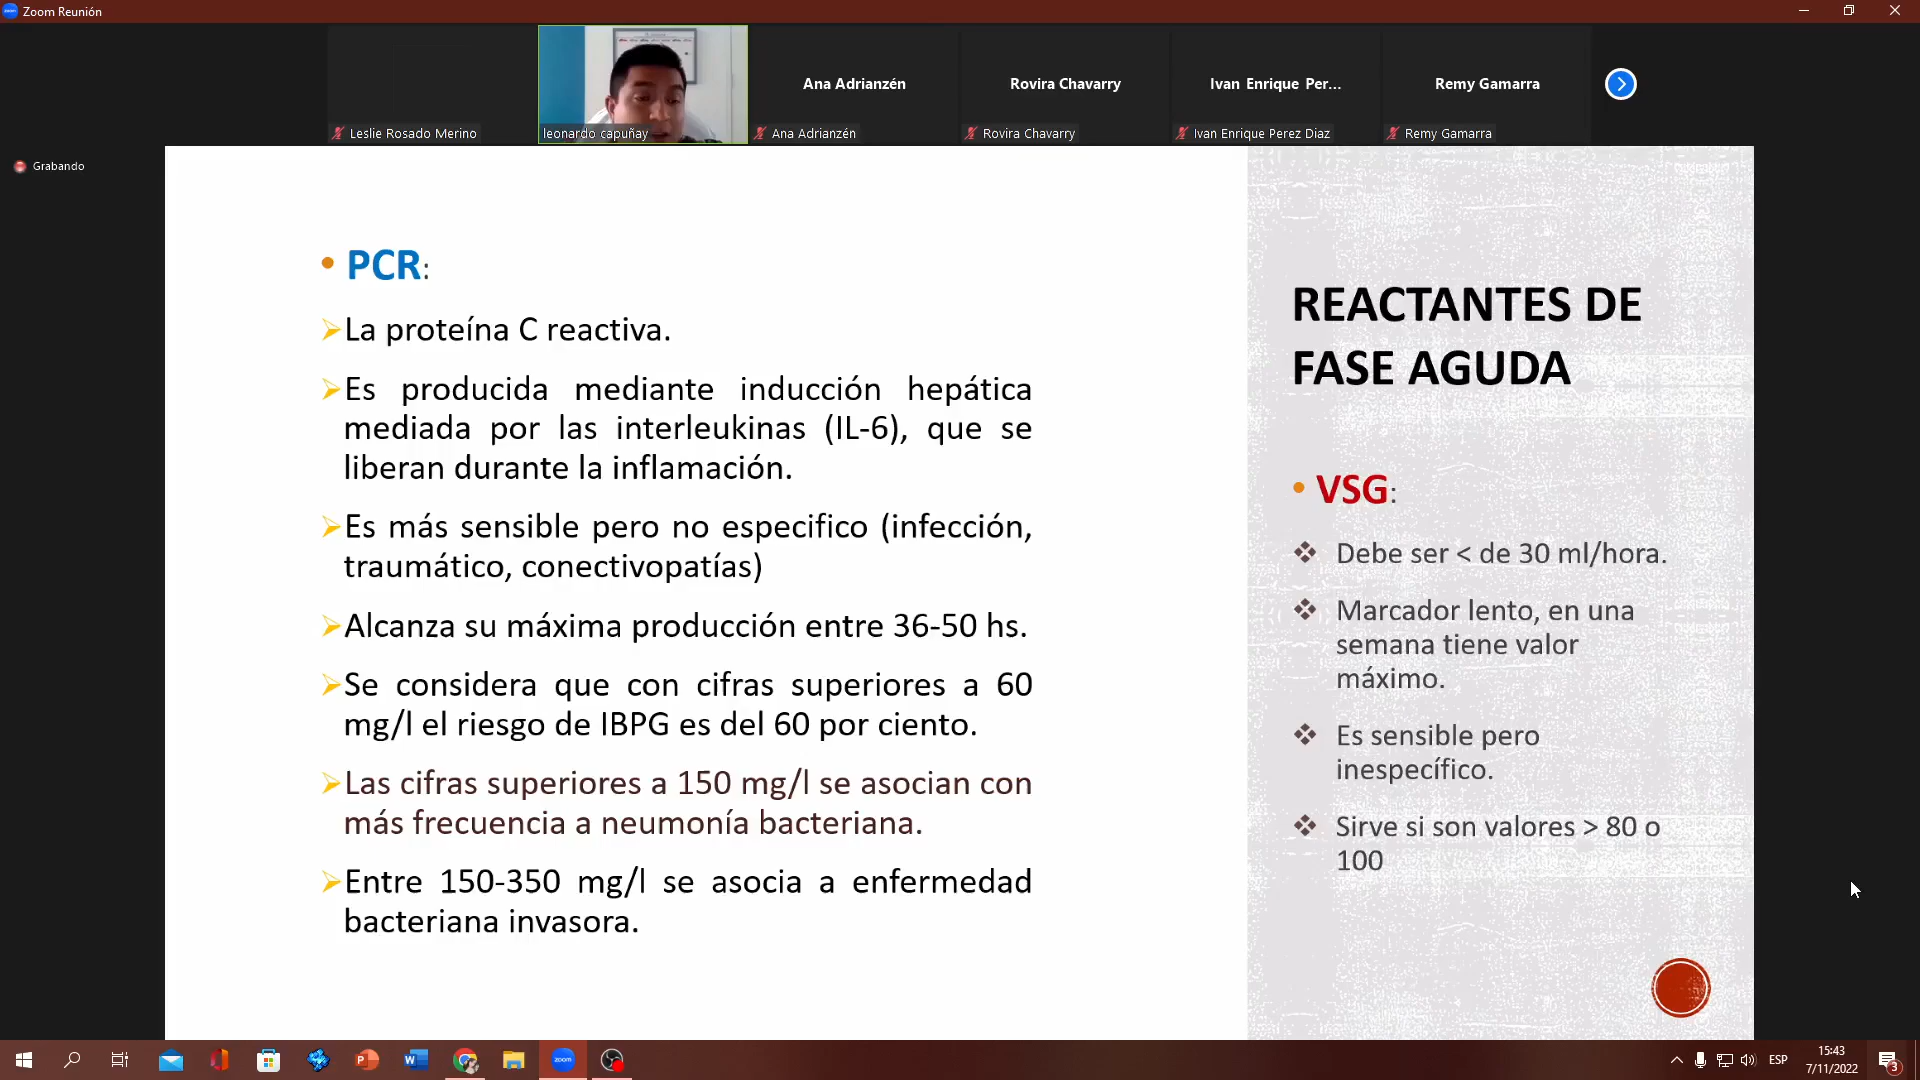 Zoom Reunión
Ana Adrianzén
Rovira Chavarry
Ivan Enrique Per...
Remy Gamarra
Leslie Rosado Merino
leonardo capuñay
Ana Adrianzén
Rovira Chavarry
Ivan Enrique Perez Diaz
Remy Gamarra
Grabando
• PCR:
La proteína C reactiva.
Es producida mediante inducción hepática
mediada por las interleukinas (IL-6), que se
liberan durante la inflamación.
Es más sensible pero no especifico (infección,
traumático, conectivopatías)
Alcanza su máxima producción entre 36-50 hs.
Se considera que con cifras superiores a 60
mg/l el riesgo de IBPG es del 60 por ciento.
Las cifras superiores a 150 mg/l se asocian con
más frecuencia a neumonía bacteriana.
Entre 150-350 mg/l se asocia a enfermedad
bacteriana invasora.
REACTANTES DE
FASE AGUDA
• VSG:
Debe ser < de 30 ml/hora.
Marcador lento, en una
semana tiene valor
máximo.
Es sensible pero
inespecífico.
Sirve si son valores > 80 o
100
zoom
ESP
15:43
7/11/2022
3